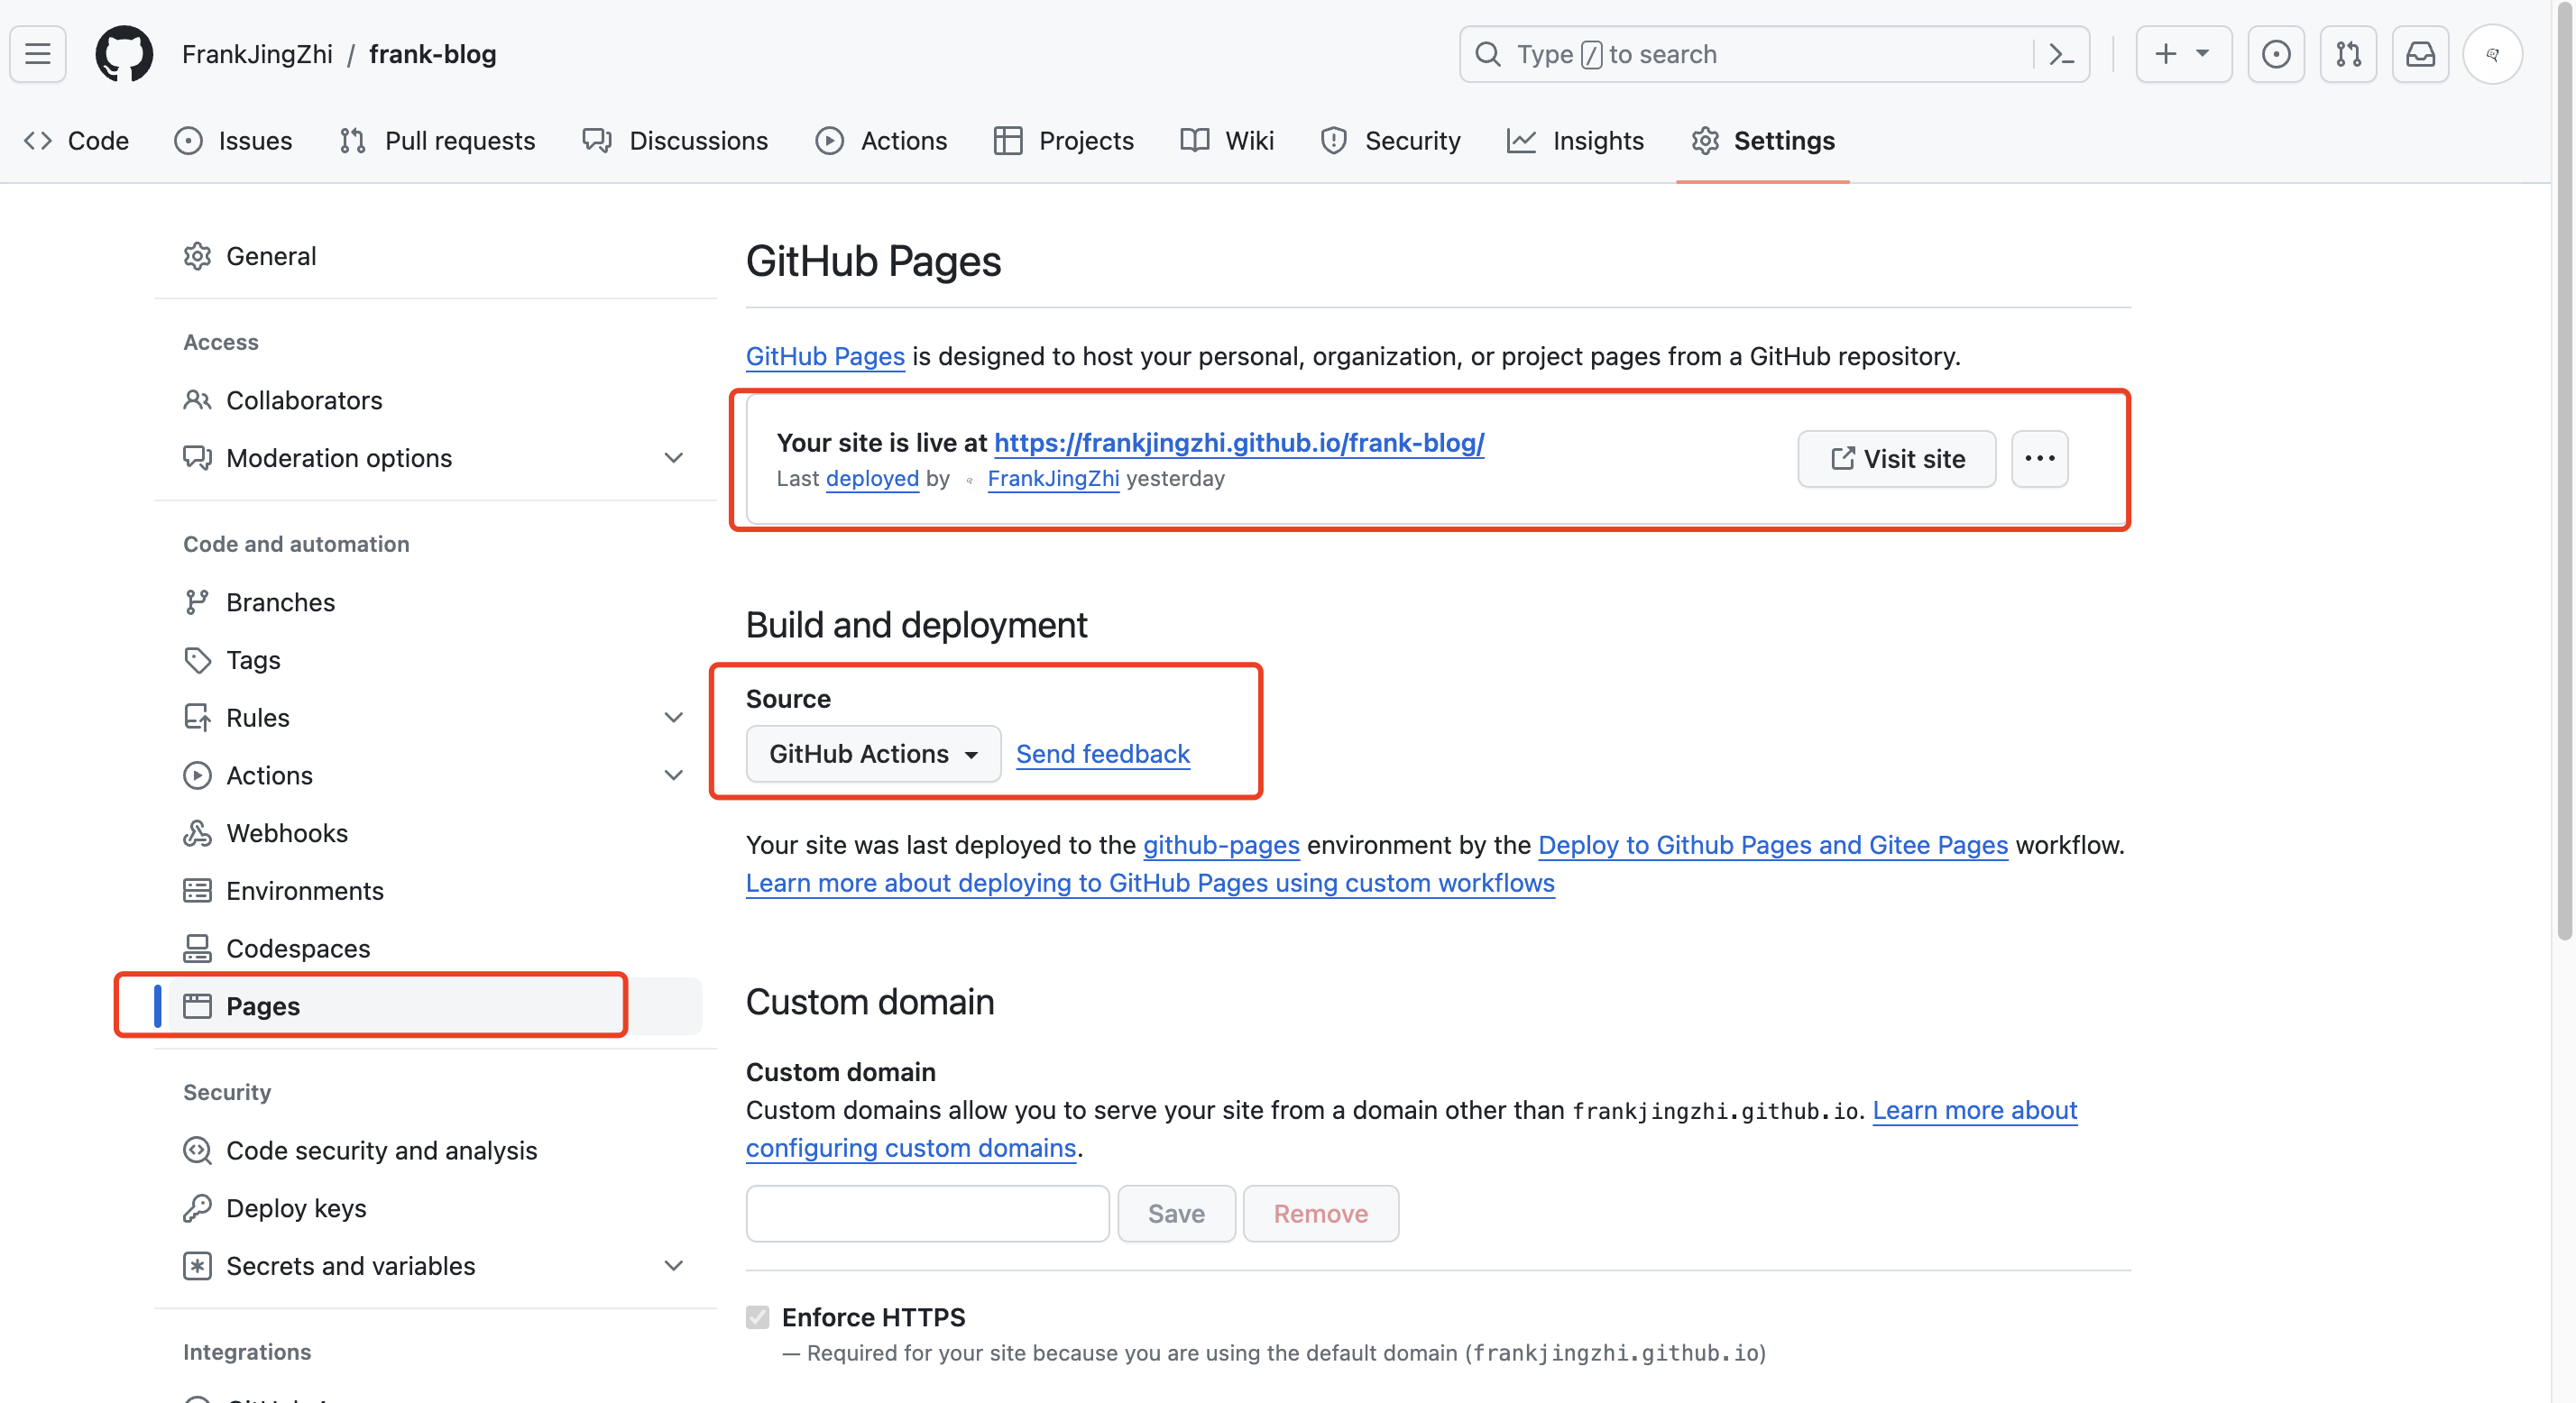 FrankJingZhi / frank-blog
Type / to search
Code
Issues
Pull requests
Discussions
Actions
Projects
Wiki
Security
Insights
Settings
General
Access
Collaborators
Moderation options
Code and automation
Branches
Tags
Rules
Actions
Webhooks
Environments
Codespaces
Pages
Security
Code security and analysis
Deploy keys
Secrets and variables
Integrations
GitHub Pages
GitHub Pages is designed to host your personal, organization, or project pages from a GitHub repository.
Your site is live at https://frankjingzhi.github.io/frank-blog/
Last deployed by FrankJingZhi yesterday
Visit site
Build and deployment
Source
GitHub Actions
Send feedback
Your site was last deployed to the github-pages environment by the Deploy to Github Pages and Gitee Pages workflow.
Learn more about deploying to GitHub Pages using custom workflows
Custom domain
Custom domain
Custom domains allow you to serve your site from a domain other than frankjingzhi.github.io. Learn more about
configuring custom domains.
Save
Remove
Enforce HTTPS
— Required for your site because you are using the default domain (frankjingzhi.github.io)